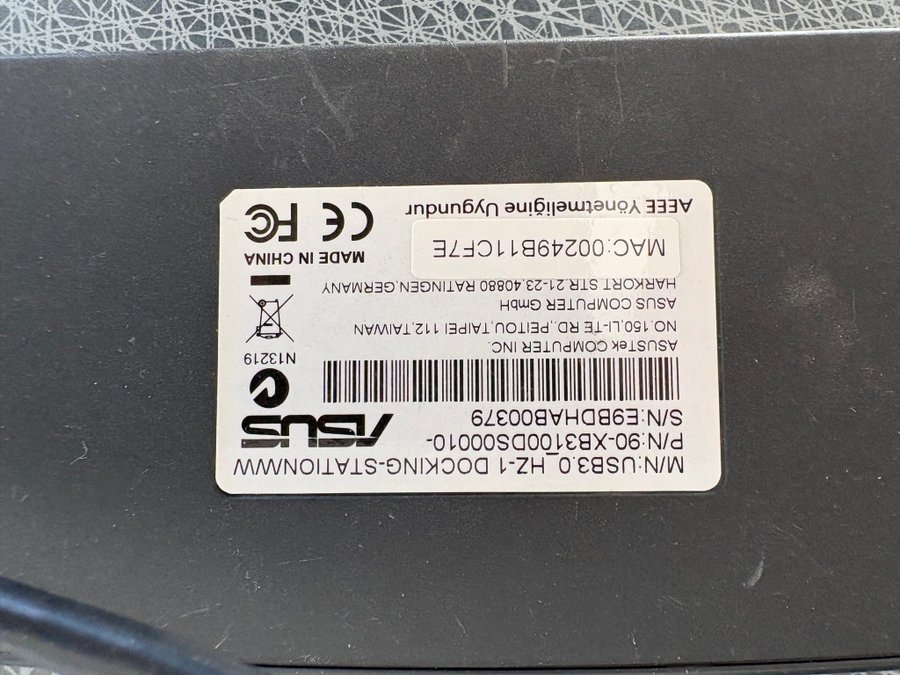 M/N:USB3.0_HZ-1 DOCKING-STATIONWW
P/N:90-XB3100DS00010-
S/N:E9BDHAB00379
ASUS
ASUSTeK COMPUTER INC.
NO.150,LI-TE RD.,PEITOU,TAIPEI 112,TAIWAN
ASUS COMPUTER GmbH
HARKORT STR.21-23,40880 RATINGEN,GERMANY
N13219
MAC:00249B11CF7E
MADE IN CHINA
CE FC
AEEE Yönetmeliğine Uygundur